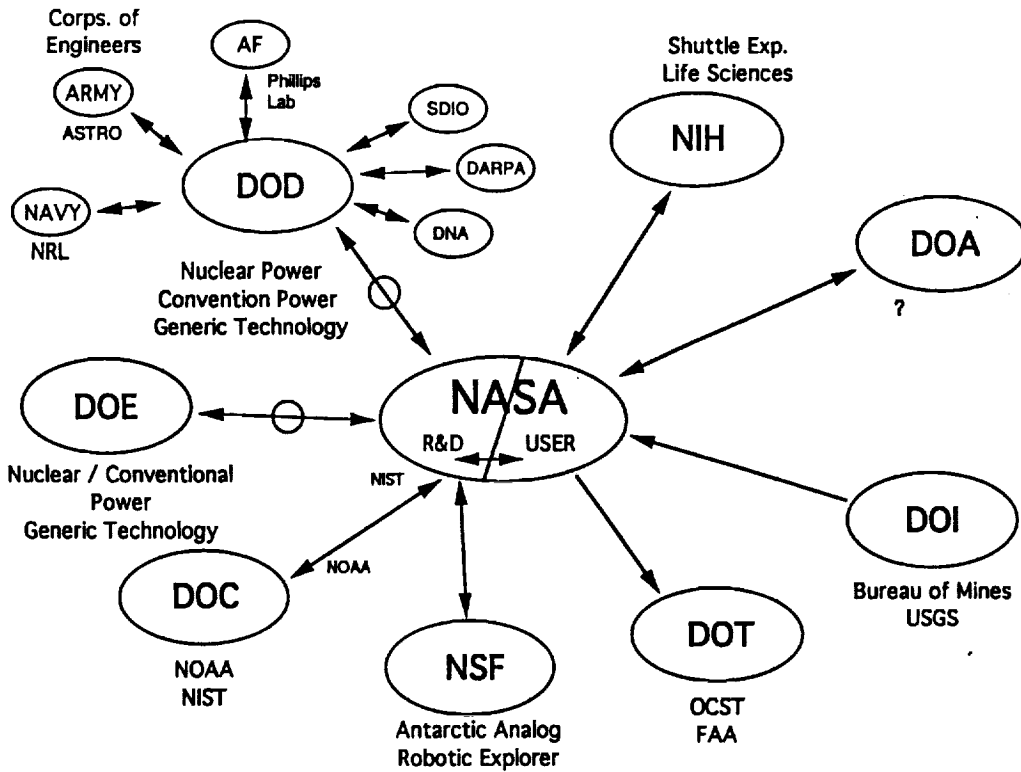 Corps. of
Engineers
AF
Phillips
Lab
ARMY
ASTRO
SDIO
DOD
DARPA
NAVY
NRL
DNA
Shuttle Exp.
Life Sciences
NIH
DOA
?
Nuclear Power
Convention Power
Generic Technology
DOE
Nuclear / Conventional
Power
Generic Technology
NASA
R&D
USER
NIST
NOAA
DOC
NOAA
NIST
NSF
Antarctic Analog
Robotic Explorer
DOT
OCST
FAA
DOI
Bureau of Mines
USGS